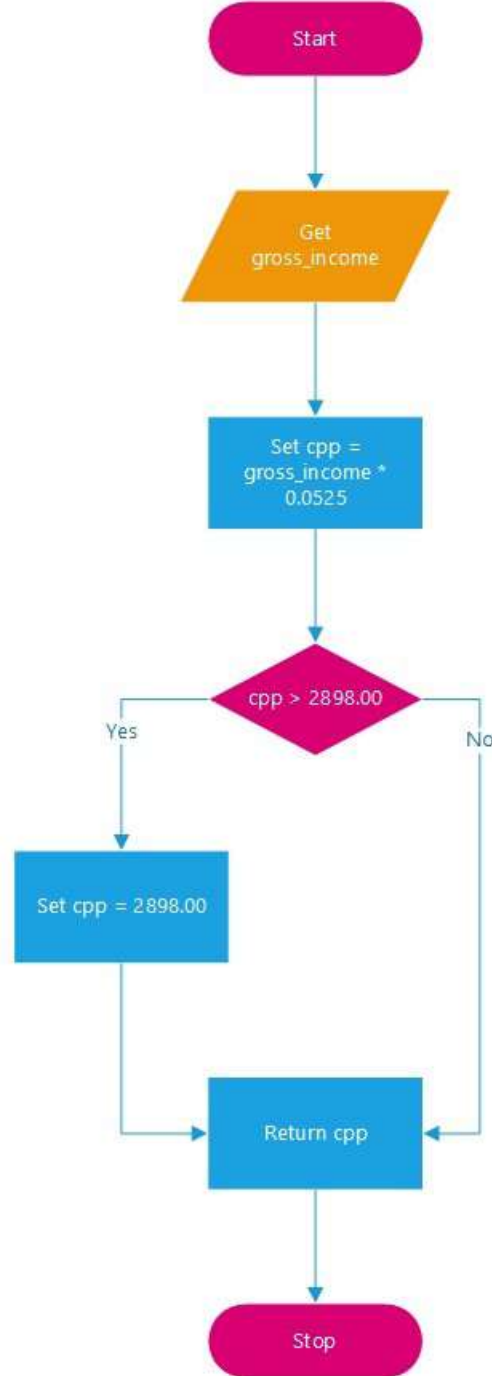 Start
Get
gross_income
Set cpp =
gross_income *
0.0525
cpp > 2898.00
Yes
No
Set cpp = 2898.00
Return cpp
Stop